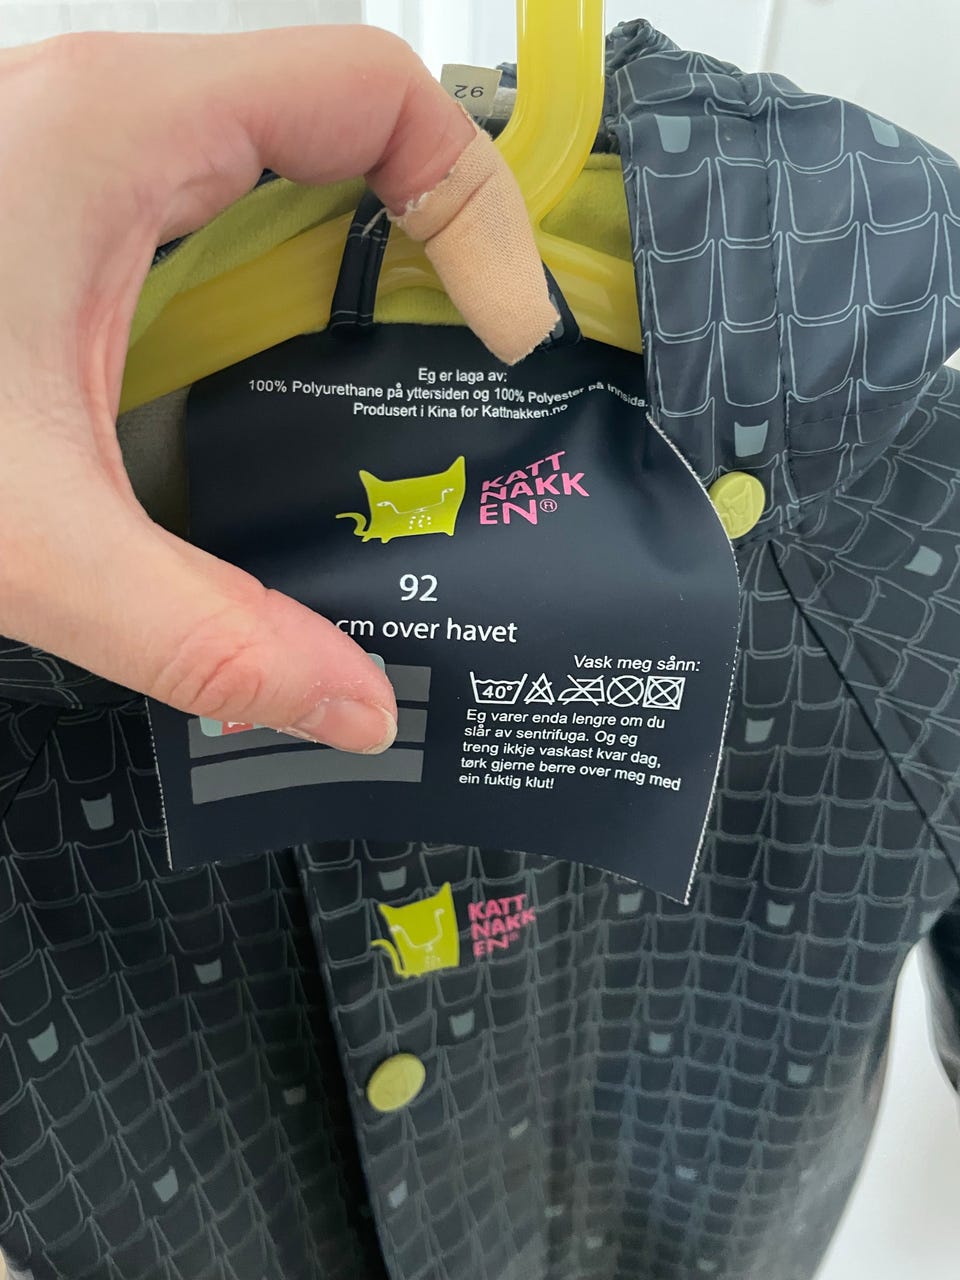 92
Eg er laga av:
100% Polyurethane på yttersiden og 100% Polyester på innsida.
Produsert i Kina for Kattnakken.no
KATT
NAKK
EN®
92
cm over havet
Vask meg sånn:
40°
Eg varer enda lengre om du
slår av sentrifuga. Og eg
treng ikkje vaskast kvar dag,
tørk gjerne berre over meg med
ein fuktig klut!
KATT
NAKK
EN®